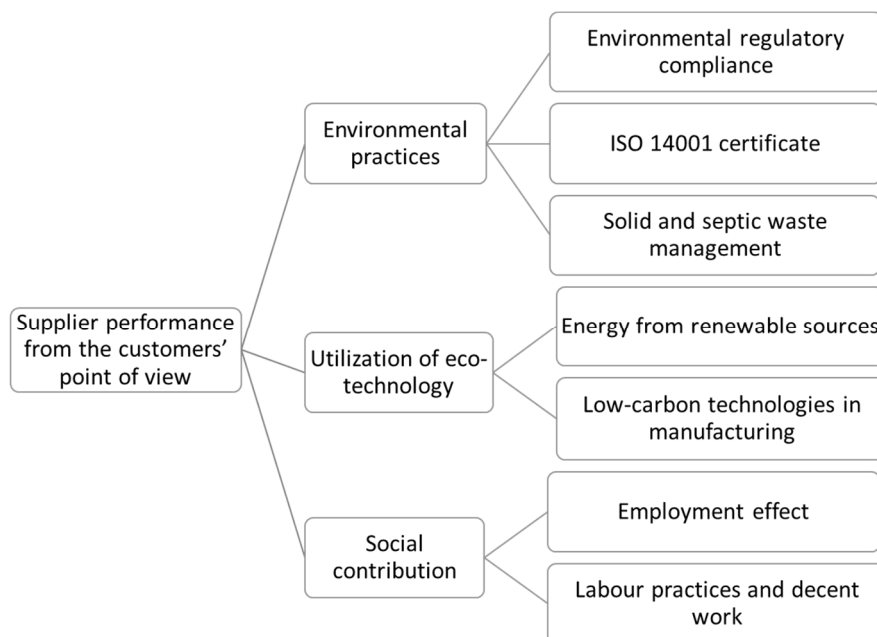 Environmental regulatory
compliance
Environmental
practices
ISO 14001 certificate
Solid and septic waste
management
Supplier performance
from the customers'
point of view
Utilization of eco-
technology
Energy from renewable sources
Low-carbon technologies in
manufacturing
Social
contribution
Employment effect
Labour practices and decent
work